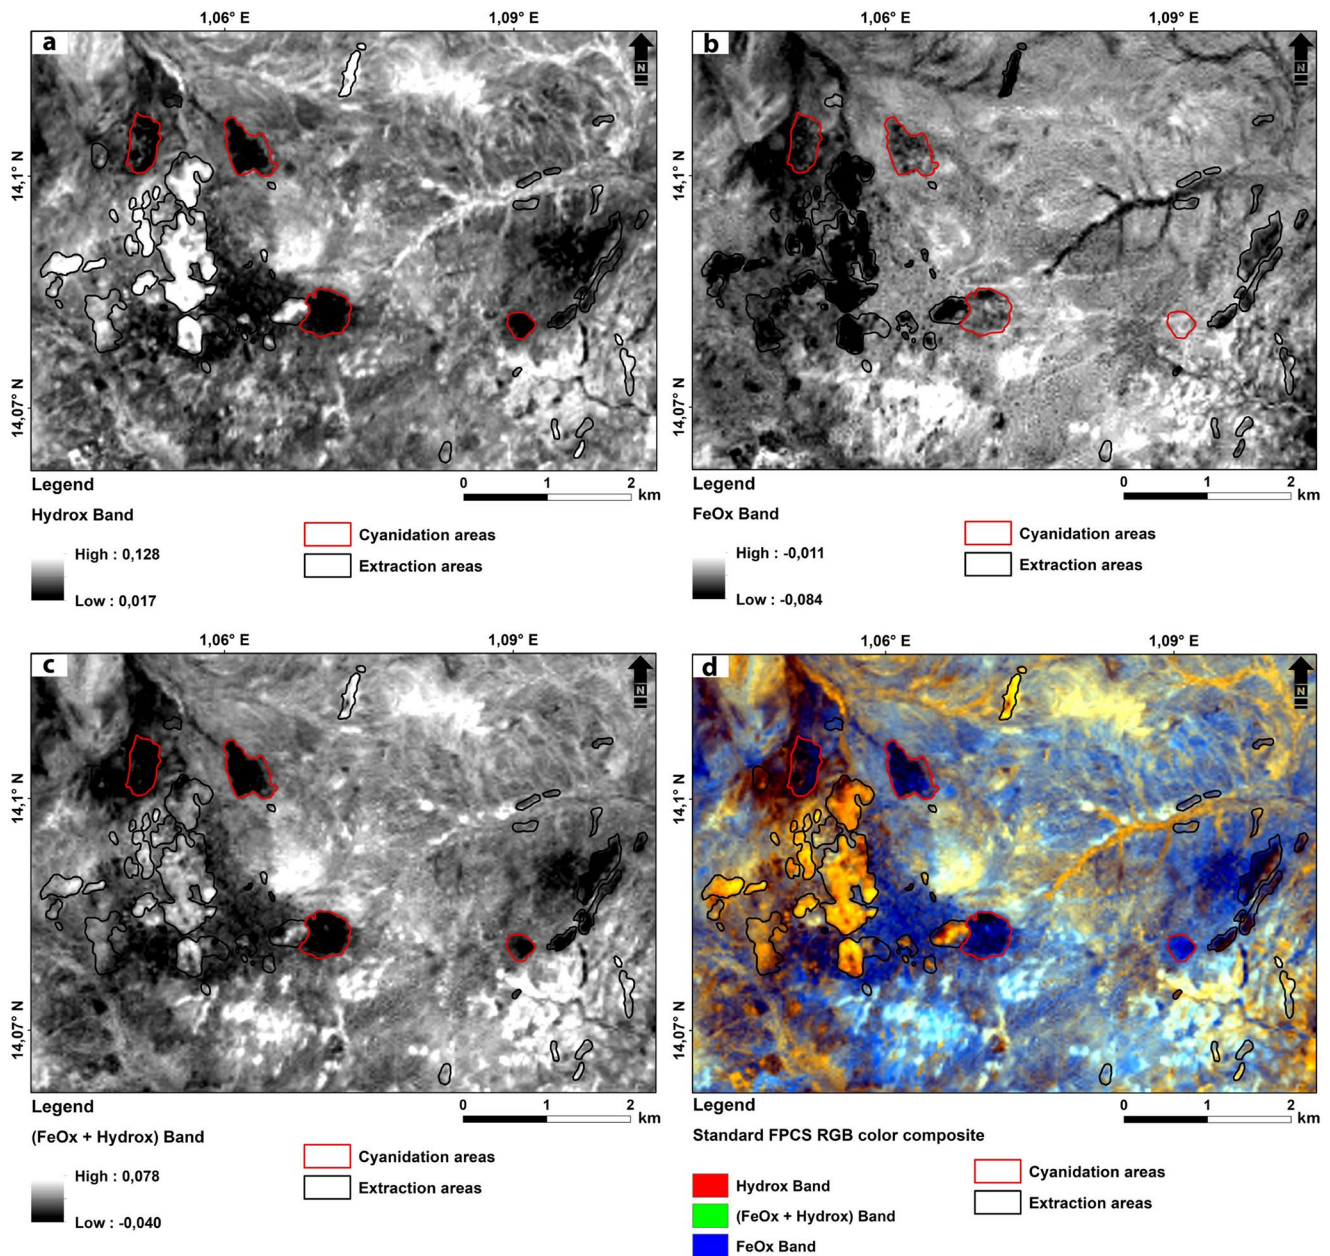 1,06° E 1,09° E
a
N
14,1° N
14,07° N
Legend
0 1 2 km
Hydrox Band
High : 0,128
Low : 0,017
Cyanidation areas
Extraction areas
1,06° E 1,09° E
b
N
14,1° N
14,07° N
Legend
0 1 2 km
FeOx Band
High : -0,011
Low : -0,084
Cyanidation areas
Extraction areas
1,06° E 1,09° E
c
N
14,1° N
14,07° N
Legend
0 1 2 km
(FeOx + Hydrox) Band
High : 0,078
Low : -0,040
Cyanidation areas
Extraction areas
1,06° E 1,09° E
d
N
14,1° N
14,07° N
Legend
0 1 2 km
Standard FPCS RGB color composite
Hydrox Band
(FeOx + Hydrox) Band
FeOx Band
Cyanidation areas
Extraction areas